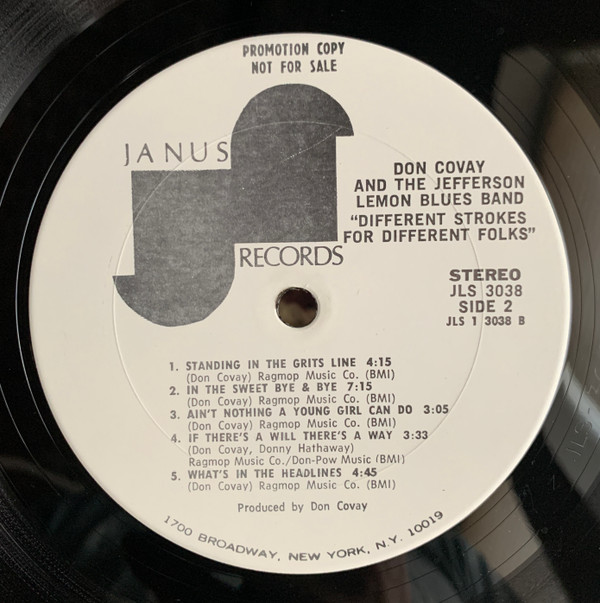 PROMOTION COPY
NOT FOR SALE
JANUS
RECORDS
DON COVAY
AND THE JEFFERSON
LEMON BLUES BAND
"DIFFERENT STROKES
FOR DIFFERENT FOLKS"
STEREO
JLS 3038
SIDE 2
JLS 1 3038 B
1. STANDING IN THE GRITS LINE 4:15
(Don Covay) Ragmop Music Co. (BMI)
2. IN THE SWEET BYE & BYE 7:15
(Don Covay) Ragmop Music Co. (BMI)
3. AIN'T NOTHING A YOUNG GIRL CAN DO 3:05
(Don Covay) Ragmop Music Co. (BMI)
4. IF THERE'S A WILL THERE'S A WAY 3:33
(Don Covay, Donny Hathaway)
Ragmop Music Co./Don-Pow Music (BMI)
5. WHAT'S IN THE HEADLINES 4:45
(Don Covay) Ragmop Music Co. (BMI)
Produced by Don Covay
1700 BROADWAY, NEW YORK, N.Y. 10019